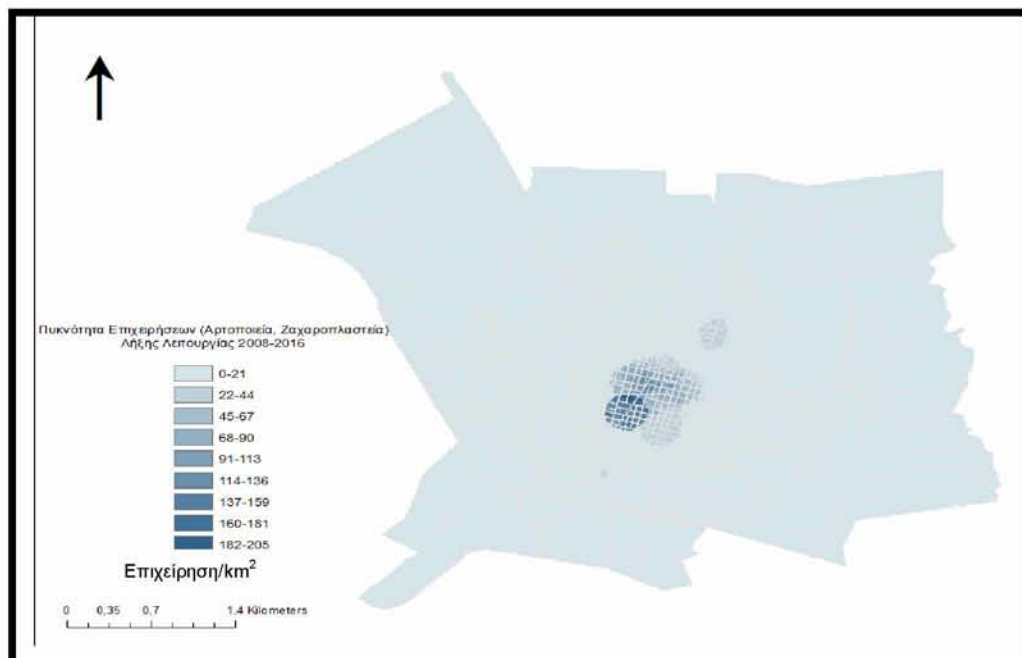 Πυκνότητα Επιχειρήσεων (Αρτοποιεία, Ζαχαροπλαστεία)
Λήξης Λειτουργίας 2008-2016
0-21
22-44
45-67
68-90
91-113
114-136
137-159
160-181
182-205
Επιχείρηση/km²
0 0,35 0,7 1,4 Kilometers